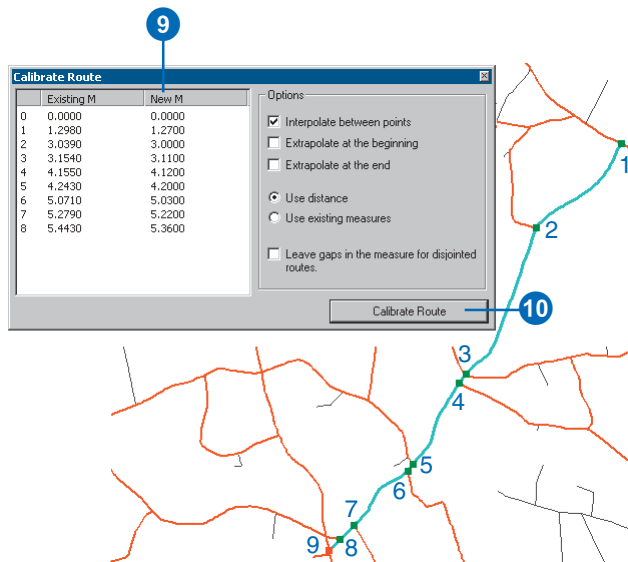 9
Calibrate Route
Existing M New M
0 0.0000 0.0000
1 1.2980 1.2700
2 3.0390 3.0000
3 3.1540 3.1100
4 4.1550 4.1200
5 4.2430 4.2000
6 5.0710 5.0300
7 5.2790 5.2200
8 5.4430 5.3600
Options
Interpolate between points
Extrapolate at the beginning
Extrapolate at the end
Use distance
Use existing measures
Leave gaps in the measure for disjointed
routes.
Calibrate Route
10
1
2
3
4
5
6
7
8
9